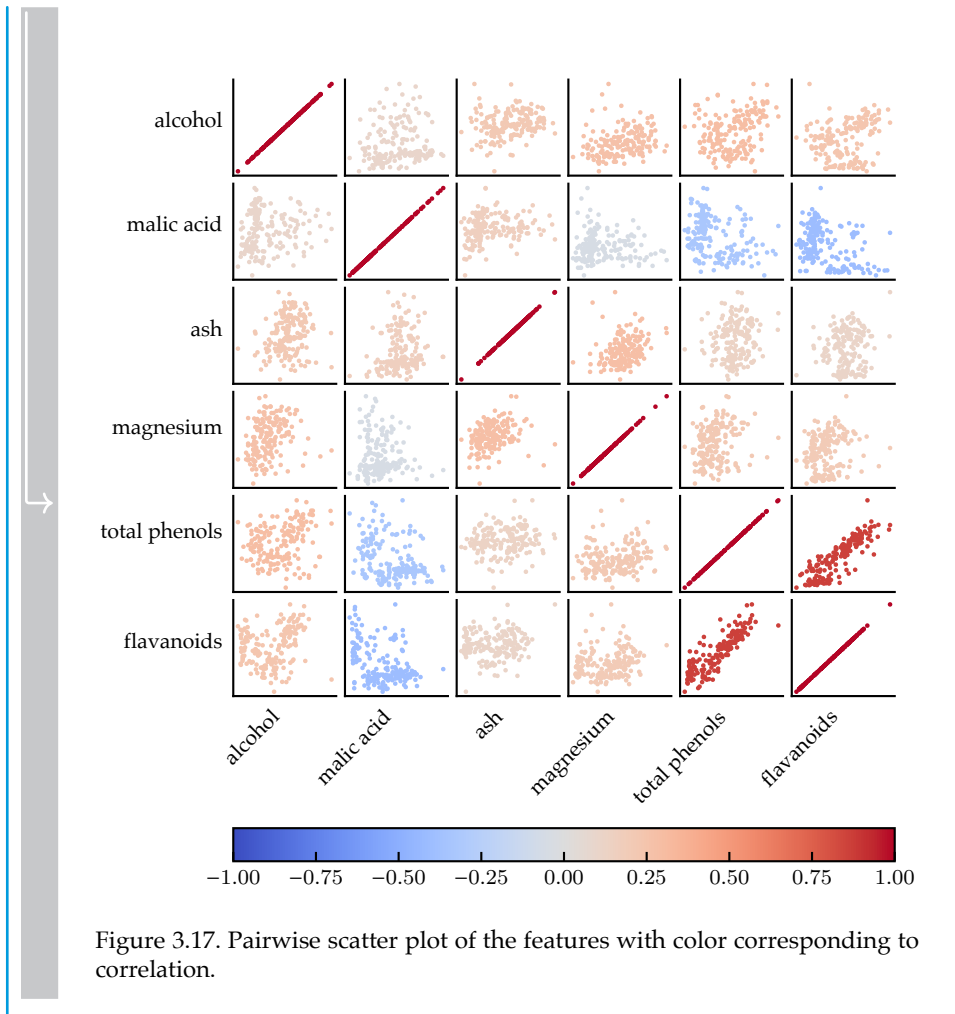 alcohol
malic acid
ash
magnesium
total phenols
flavanoids
alcohol
malic acid
ash
magnesium
total phenols
flavanoids
−1.00 −0.75 −0.50 −0.25 0.00 0.25 0.50 0.75 1.00
Figure 3.17. Pairwise scatter plot of the features with color corresponding to
correlation.